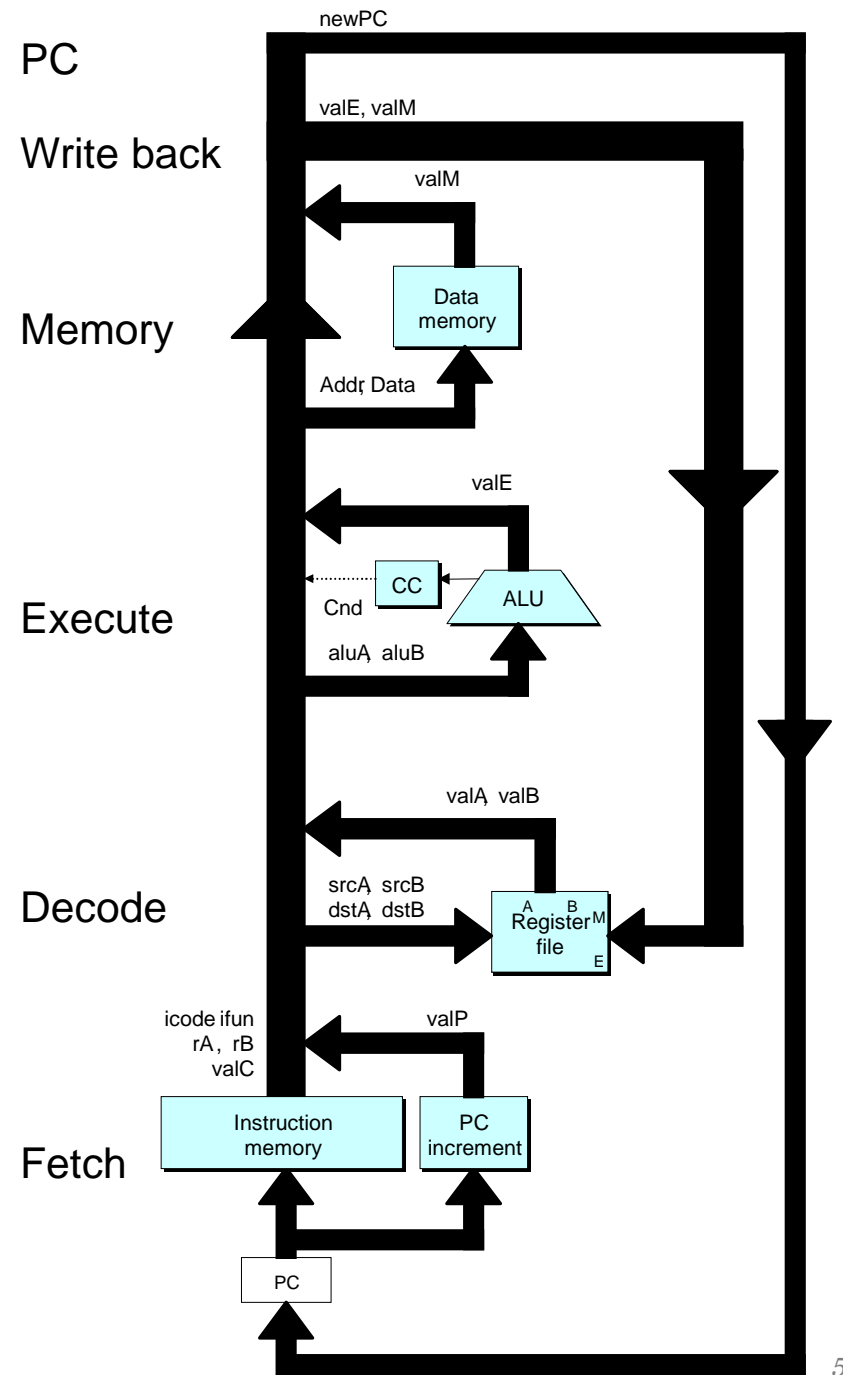 newPC
PC
valE, valM
Write back
valM
Data
memory
Memory
Addr, Data
valE
CC
ALU
Cnd
Execute
aluA, aluB
valA, valB
srcA, srcB
dstA, dstB
Decode
A B
Register M
file
E
icode ifun
rA , rB
valC
valP
Instruction
memory
PC
increment
Fetch
PC
5